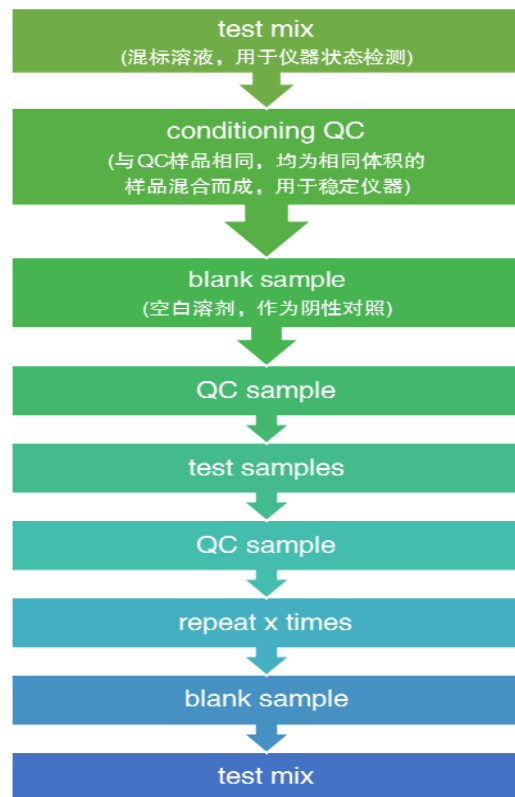 test mix
(混标溶液，用于仪器状态检测)
conditioning QC
(与QC样品相同，均为相同体积的
样品混合而成，用于稳定仪器)
blank sample
(空白溶剂，作为阴性对照)
QC sample
test samples
QC sample
repeat x times
blank sample
test mix